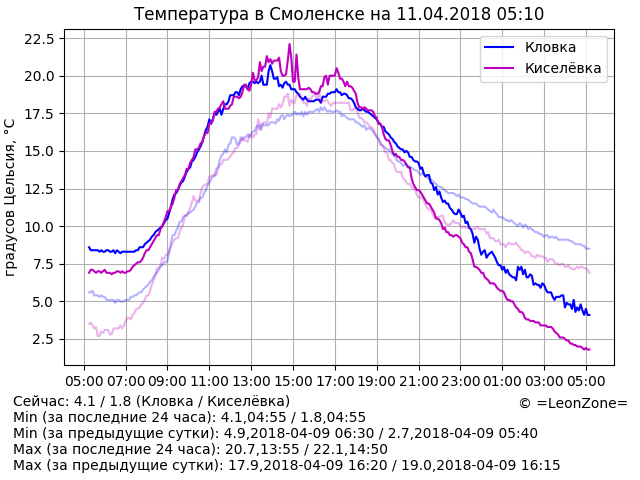 Температура в Смоленске на 11.04.2018 05:10
градусов Цельсия, °C
22.5
20.0
17.5
15.0
12.5
10.0
7.5
5.0
2.5
Кловка
Киселёвка
05:00 07:00 09:00 11:00 13:00 15:00 17:00 19:00 21:00 23:00 01:00 03:00 05:00
Сейчас: 4.1 / 1.8 (Кловка / Киселёвка)
© =LeonZone=
Min (за последние 24 часа): 4.1,04:55 / 1.8,04:55
Min (за предыдущие сутки): 4.9,2018-04-09 06:30 / 2.7,2018-04-09 05:40
Max (за последние 24 часа): 20.7,13:55 / 22.1,14:50
Max (за предыдущие сутки): 17.9,2018-04-09 16:20 / 19.0,2018-04-09 16:15